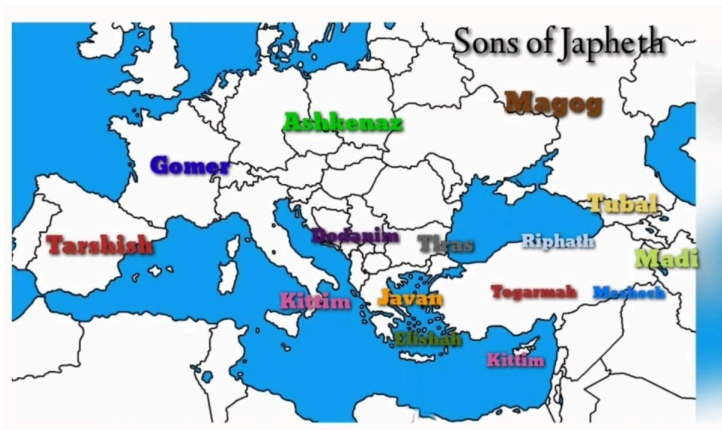 Sons of Japheth
Magog
Ashkenaz
Gomer
Tubal
Tarshish
Dodanim
Tiras
Riphath
Madi
Kittim
Javan
Togarmah
Meshech
Elishah
Kittim